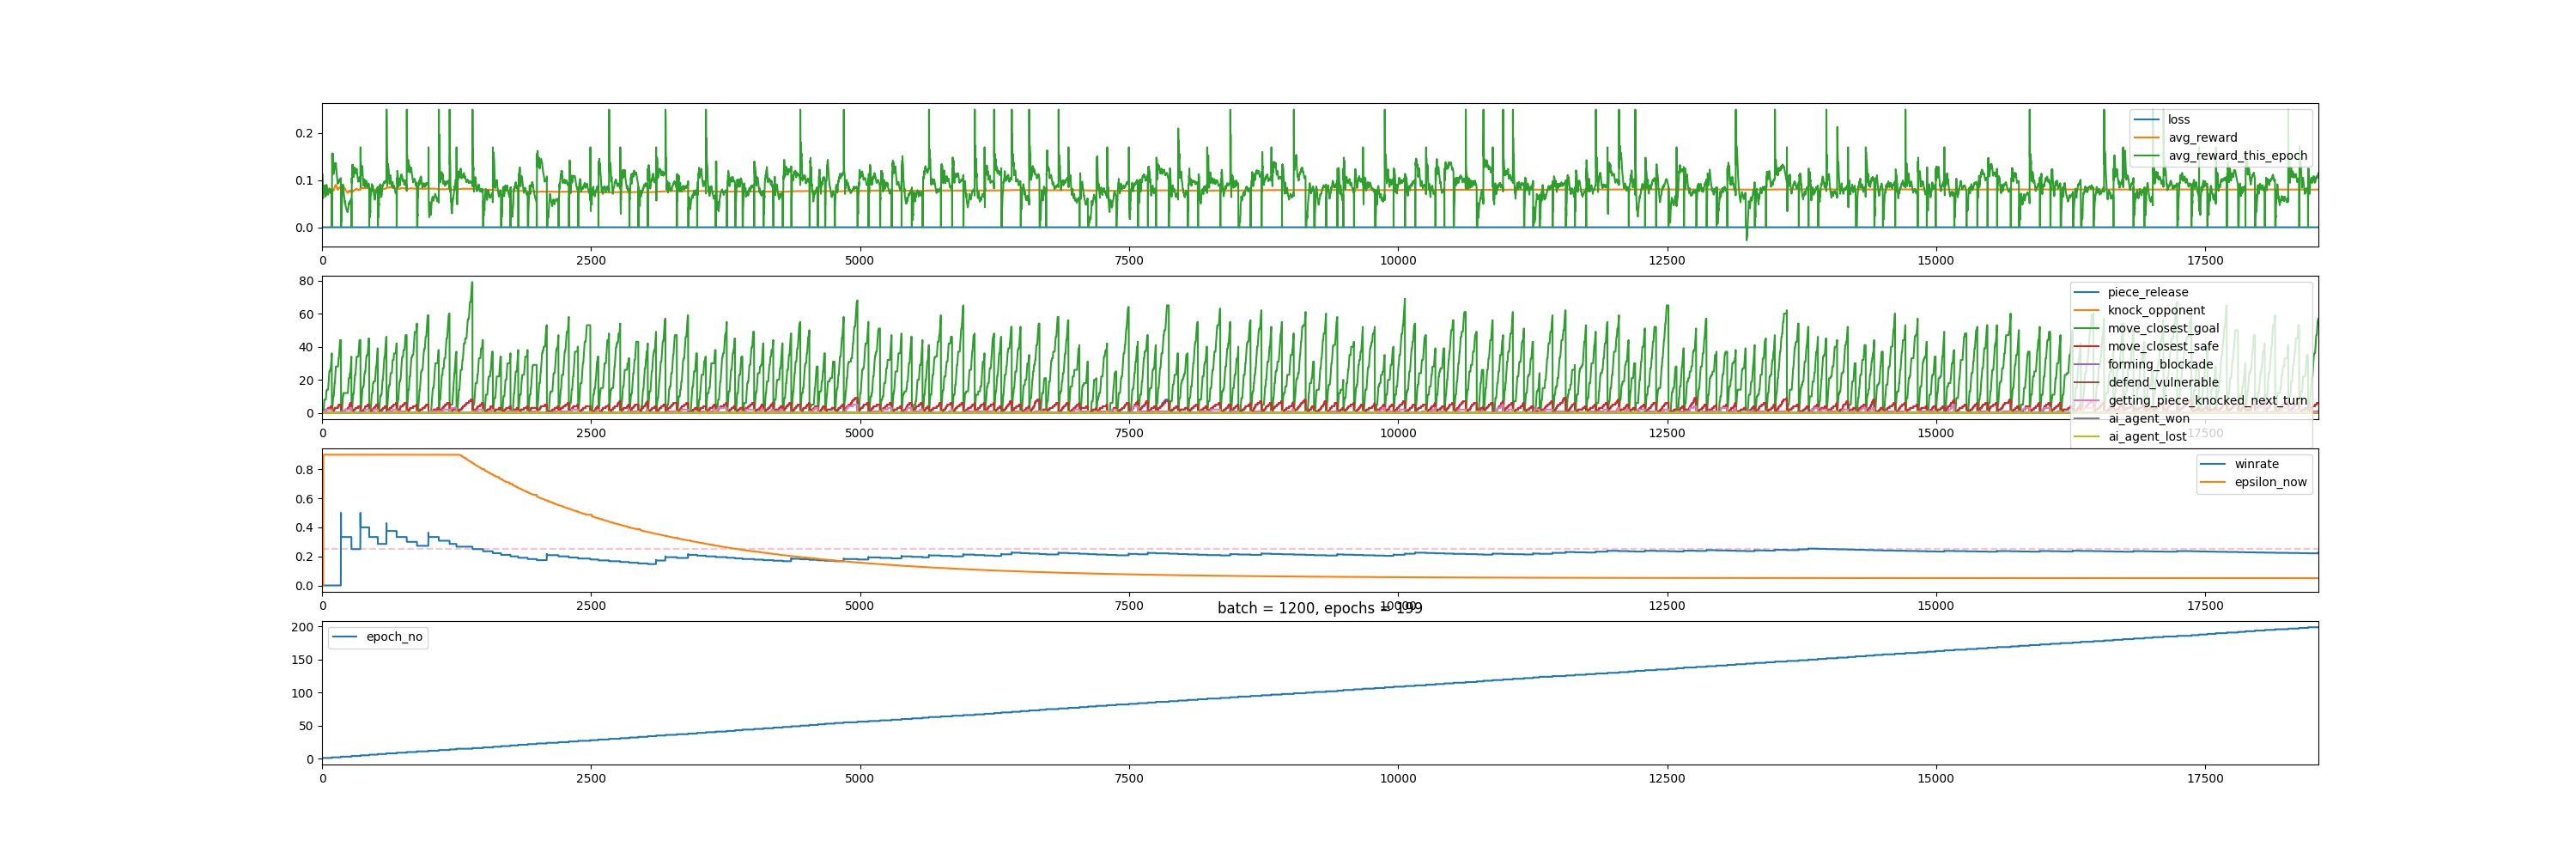 0.2
0.1
0.0
loss
avg_reward
avg_reward_this_epoch
0 2500 5000 7500 10000 12500 15000 17500
80
60
40
20
0
piece_release
knock_opponent
move_closest_goal
move_closest_safe
forming_blockade
defend_vulnerable
getting_piece_knocked_next_turn
ai_agent_won
ai_agent_lost
0 2500 5000 7500 10000 12500 15000 17500
0.8
0.6
0.4
0.2
0.0
winrate
epsilon_now
0 2500 5000 7500 10000 12500 15000 17500
batch = 1200, epochs = 199
200
150
100
50
0
epoch_no
0 2500 5000 7500 10000 12500 15000 17500